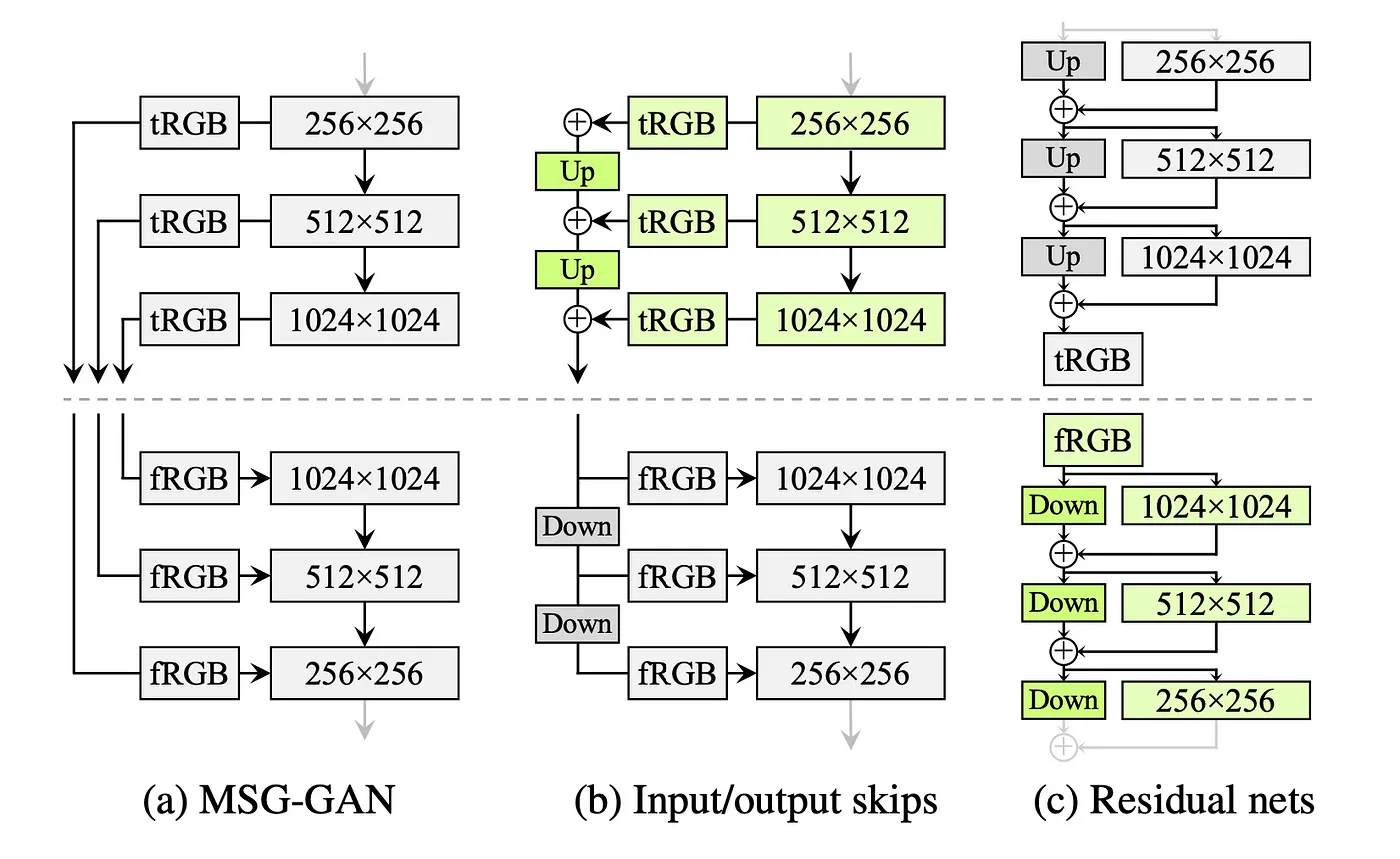 tRGB 256×256
tRGB 512×512
tRGB 1024×1024
fRGB 1024×1024
fRGB 512×512
fRGB 256×256
(a) MSG-GAN
tRGB 256×256
Up
tRGB 512×512
Up
tRGB 1024×1024
fRGB 1024×1024
Down
fRGB 512×512
Down
fRGB 256×256
(b) Input/output skips
Up 256×256
Up 512×512
Up 1024×1024
tRGB
fRGB
Down 1024×1024
Down 512×512
Down 256×256
(c) Residual nets